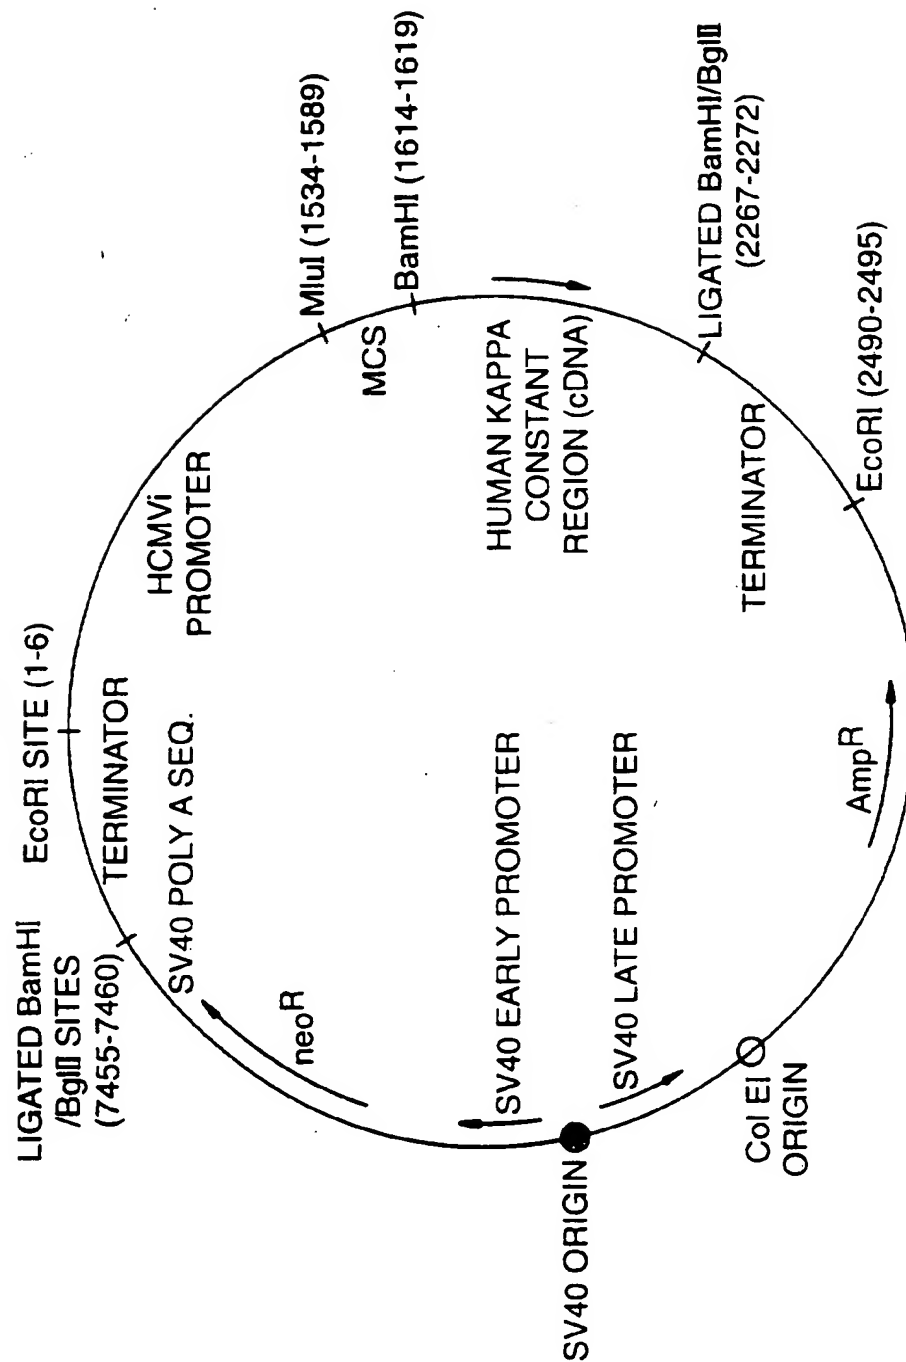 LIGATED BamHI
/BglII SITES
(7455-7460)
EcoRI SITE (1-6)
TERMINATOR
SV40 POLY A SEQ.
HCMVi
PROMOTER
MluI (1534-1589)
MCS
BamHI (1614-1619)
HUMAN KAPPA
CONSTANT
REGION (cDNA)
LIGATED BamHI/BglII
(2267-2272)
TERMINATOR
EcoRI (2490-2495)
AmpR
Col EI
ORIGIN
SV40 LATE PROMOTER
SV40 ORIGIN
SV40 EARLY PROMOTER
neoR